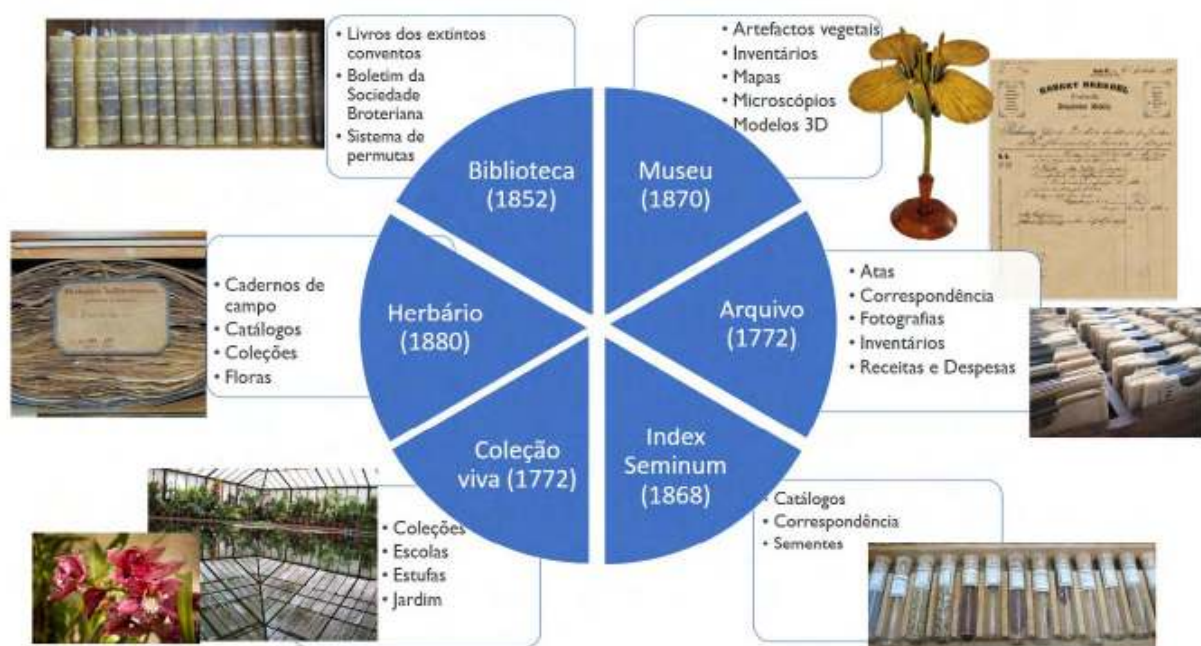 • Livros dos extintos
conventos
• Boletim da
Sociedade
Broteriana
• Sistema de
permutas
Biblioteca
(1852)
• Artefactos vegetais
• Inventários
• Mapas
• Microscópios
• Modelos 3D
Museu
(1870)
• Cadernos de
campo
• Catálogos
• Coleções
• Floras
Herbário
(1880)
• Atas
• Correspondência
• Fotografias
• Inventários
• Receitas e Despesas
Arquivo
(1772)
• Coleções
• Escolas
• Estufas
• Jardim
Coleção
viva (1772)
• Catálogos
• Correspondência
• Sementes
Index
Seminum
(1868)
ROBERT BRENDEL